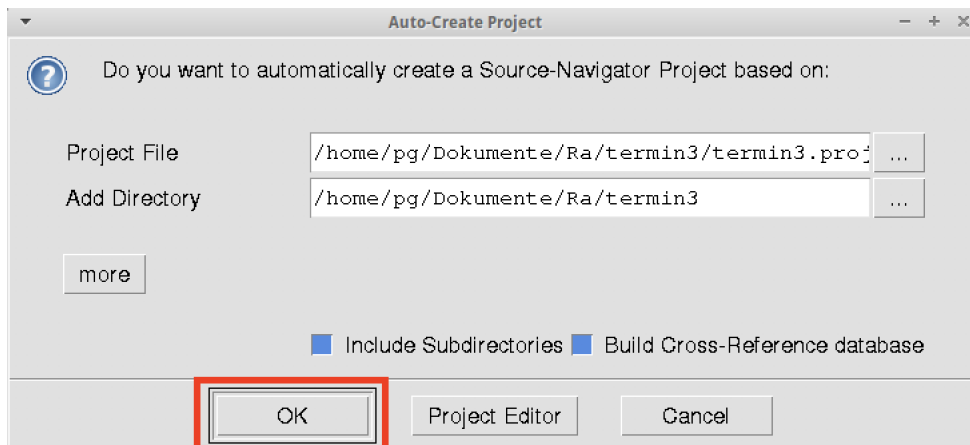 Auto-Create Project
Do you want to automatically create a Source-Navigator Project based on:
Project File /home/pg/Dokumente/Ra/termin3/termin3.proj ...
Add Directory /home/pg/Dokumente/Ra/termin3 ...
more
Include Subdirectories Build Cross-Reference database
OK Project Editor Cancel